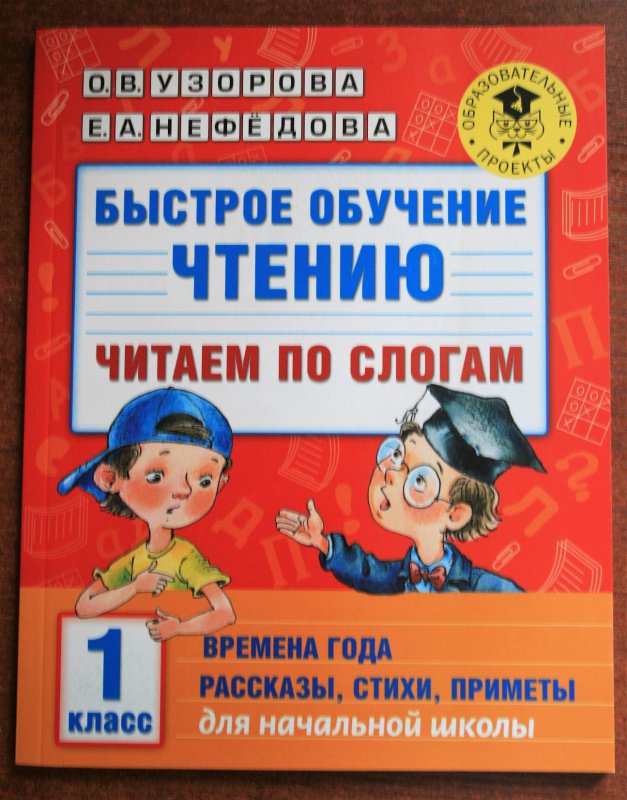 О.В. УЗОРОВА
Е.А. НЕФЁДОВА
ОБРАЗОВАТЕЛЬНЫЕ
ПРОЕКТЫ
БЫСТРОЕ ОБУЧЕНИЕ
ЧТЕНИЮ
ЧИТАЕМ ПО СЛОГАМ
1
класс
ВРЕМЕНА ГОДА
РАССКАЗЫ, СТИХИ, ПРИМЕТЫ
для начальной школы